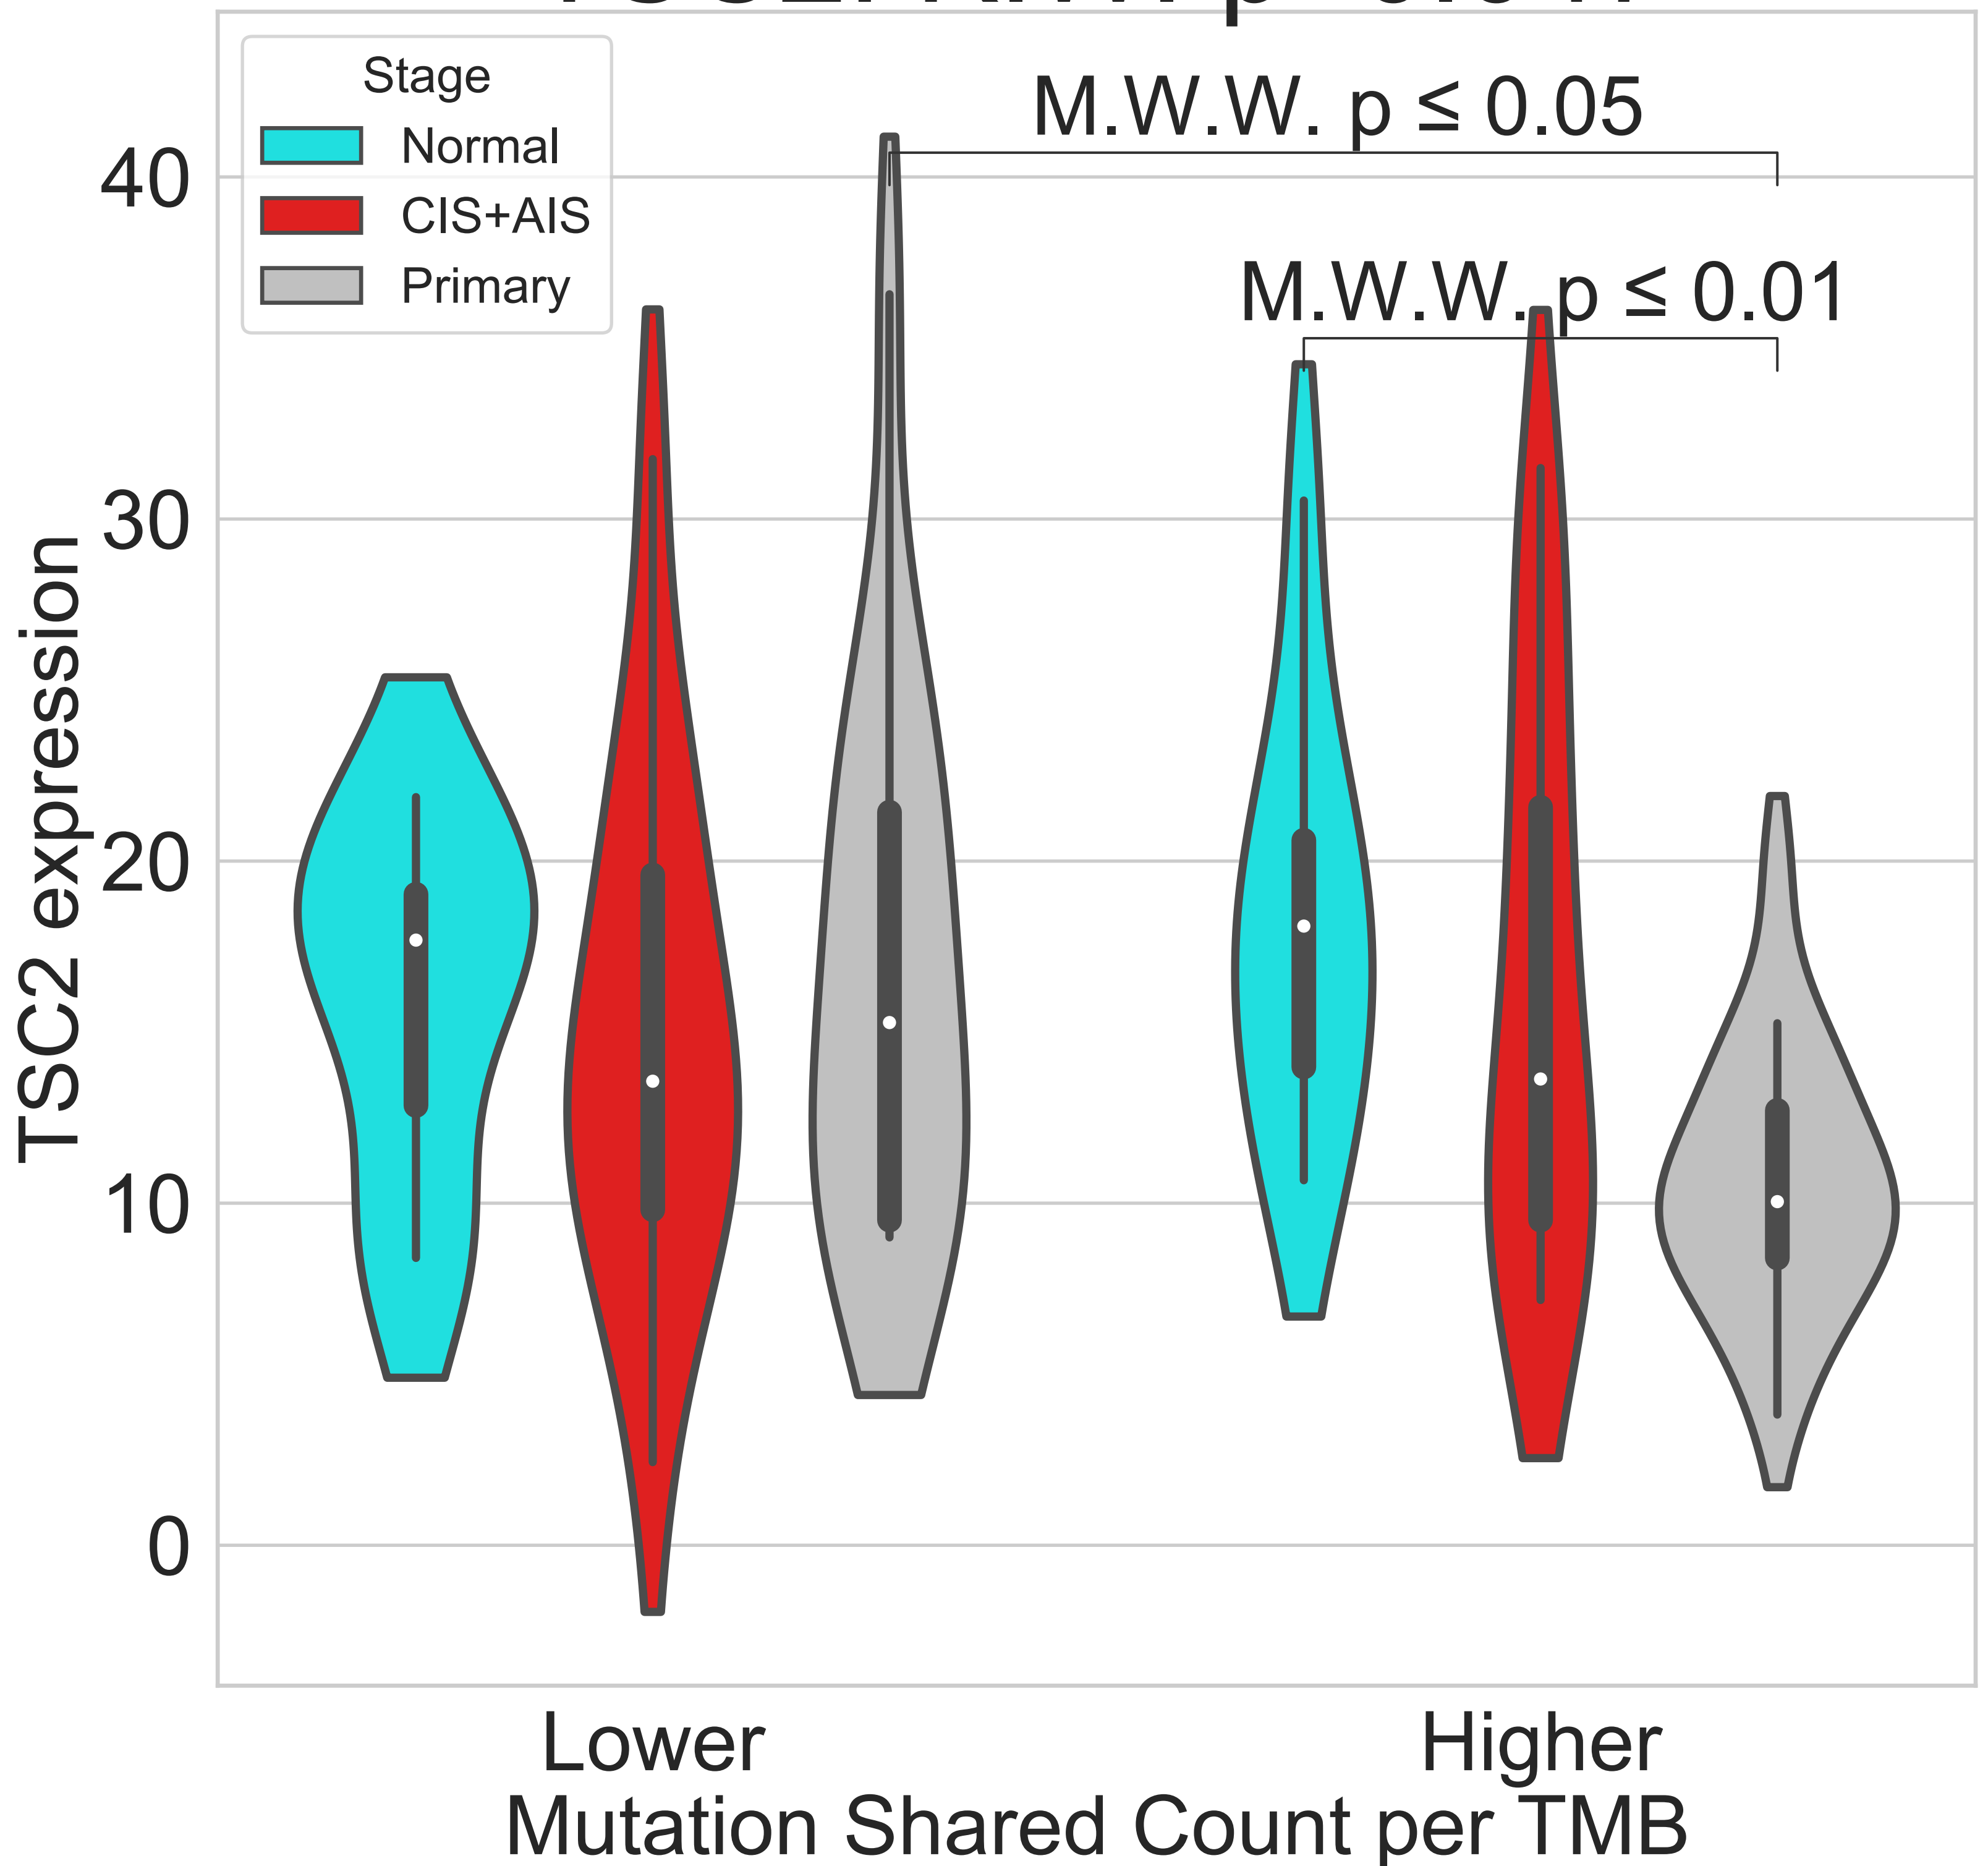 Stage
Normal
CIS+AIS
Primary
M.W.W. p ≤ 0.05
M.W.W. p ≤ 0.01
40
30
20
10
0
TSC2 expression
Lower
Higher
Mutation Shared Count per TMB